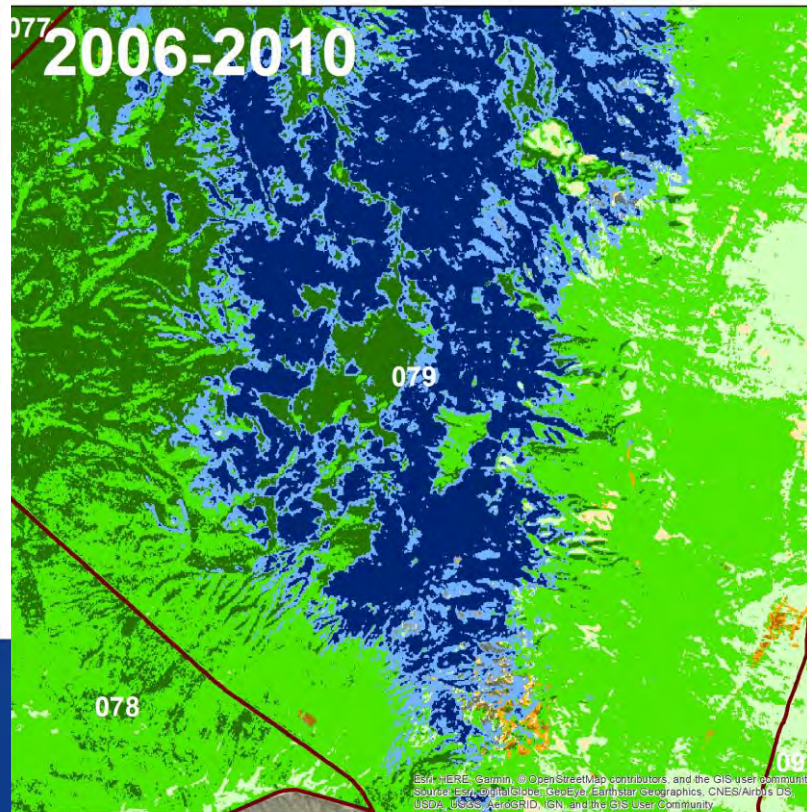 077
2006-2010
079
078
Esri, HERE, Garmin, © OpenStreetMap contributors, and the GIS user communit
Source: Esri, DigitalGlobe, GeoEye, Earthstar Geographics, CNES/Airbus DS,
USDA, USGS, AeroGRID, IGN, and the GIS User Community